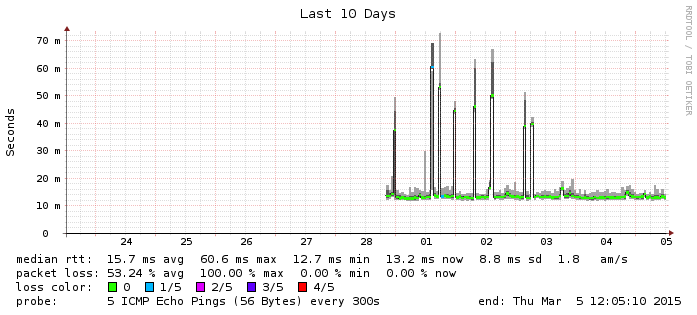 Last 10 Days
RRDTOOL / TOBI OETIKER
Seconds
70 m
60 m
50 m
40 m
30 m
20 m
10 m
0
24 25 26 27 28 01 02 03 04 05
median rtt: 15.7 ms avg 60.6 ms max 12.7 ms min 13.2 ms now 8.8 ms sd 1.8 am/s
packet loss: 53.24 % avg 100.00 % max 0.00 % min 0.00 % now
loss color: 0 1/5 2/5 3/5 4/5
probe: 5 ICMP Echo Pings (56 Bytes) every 300s end: Thu Mar 5 12:05:10 2015